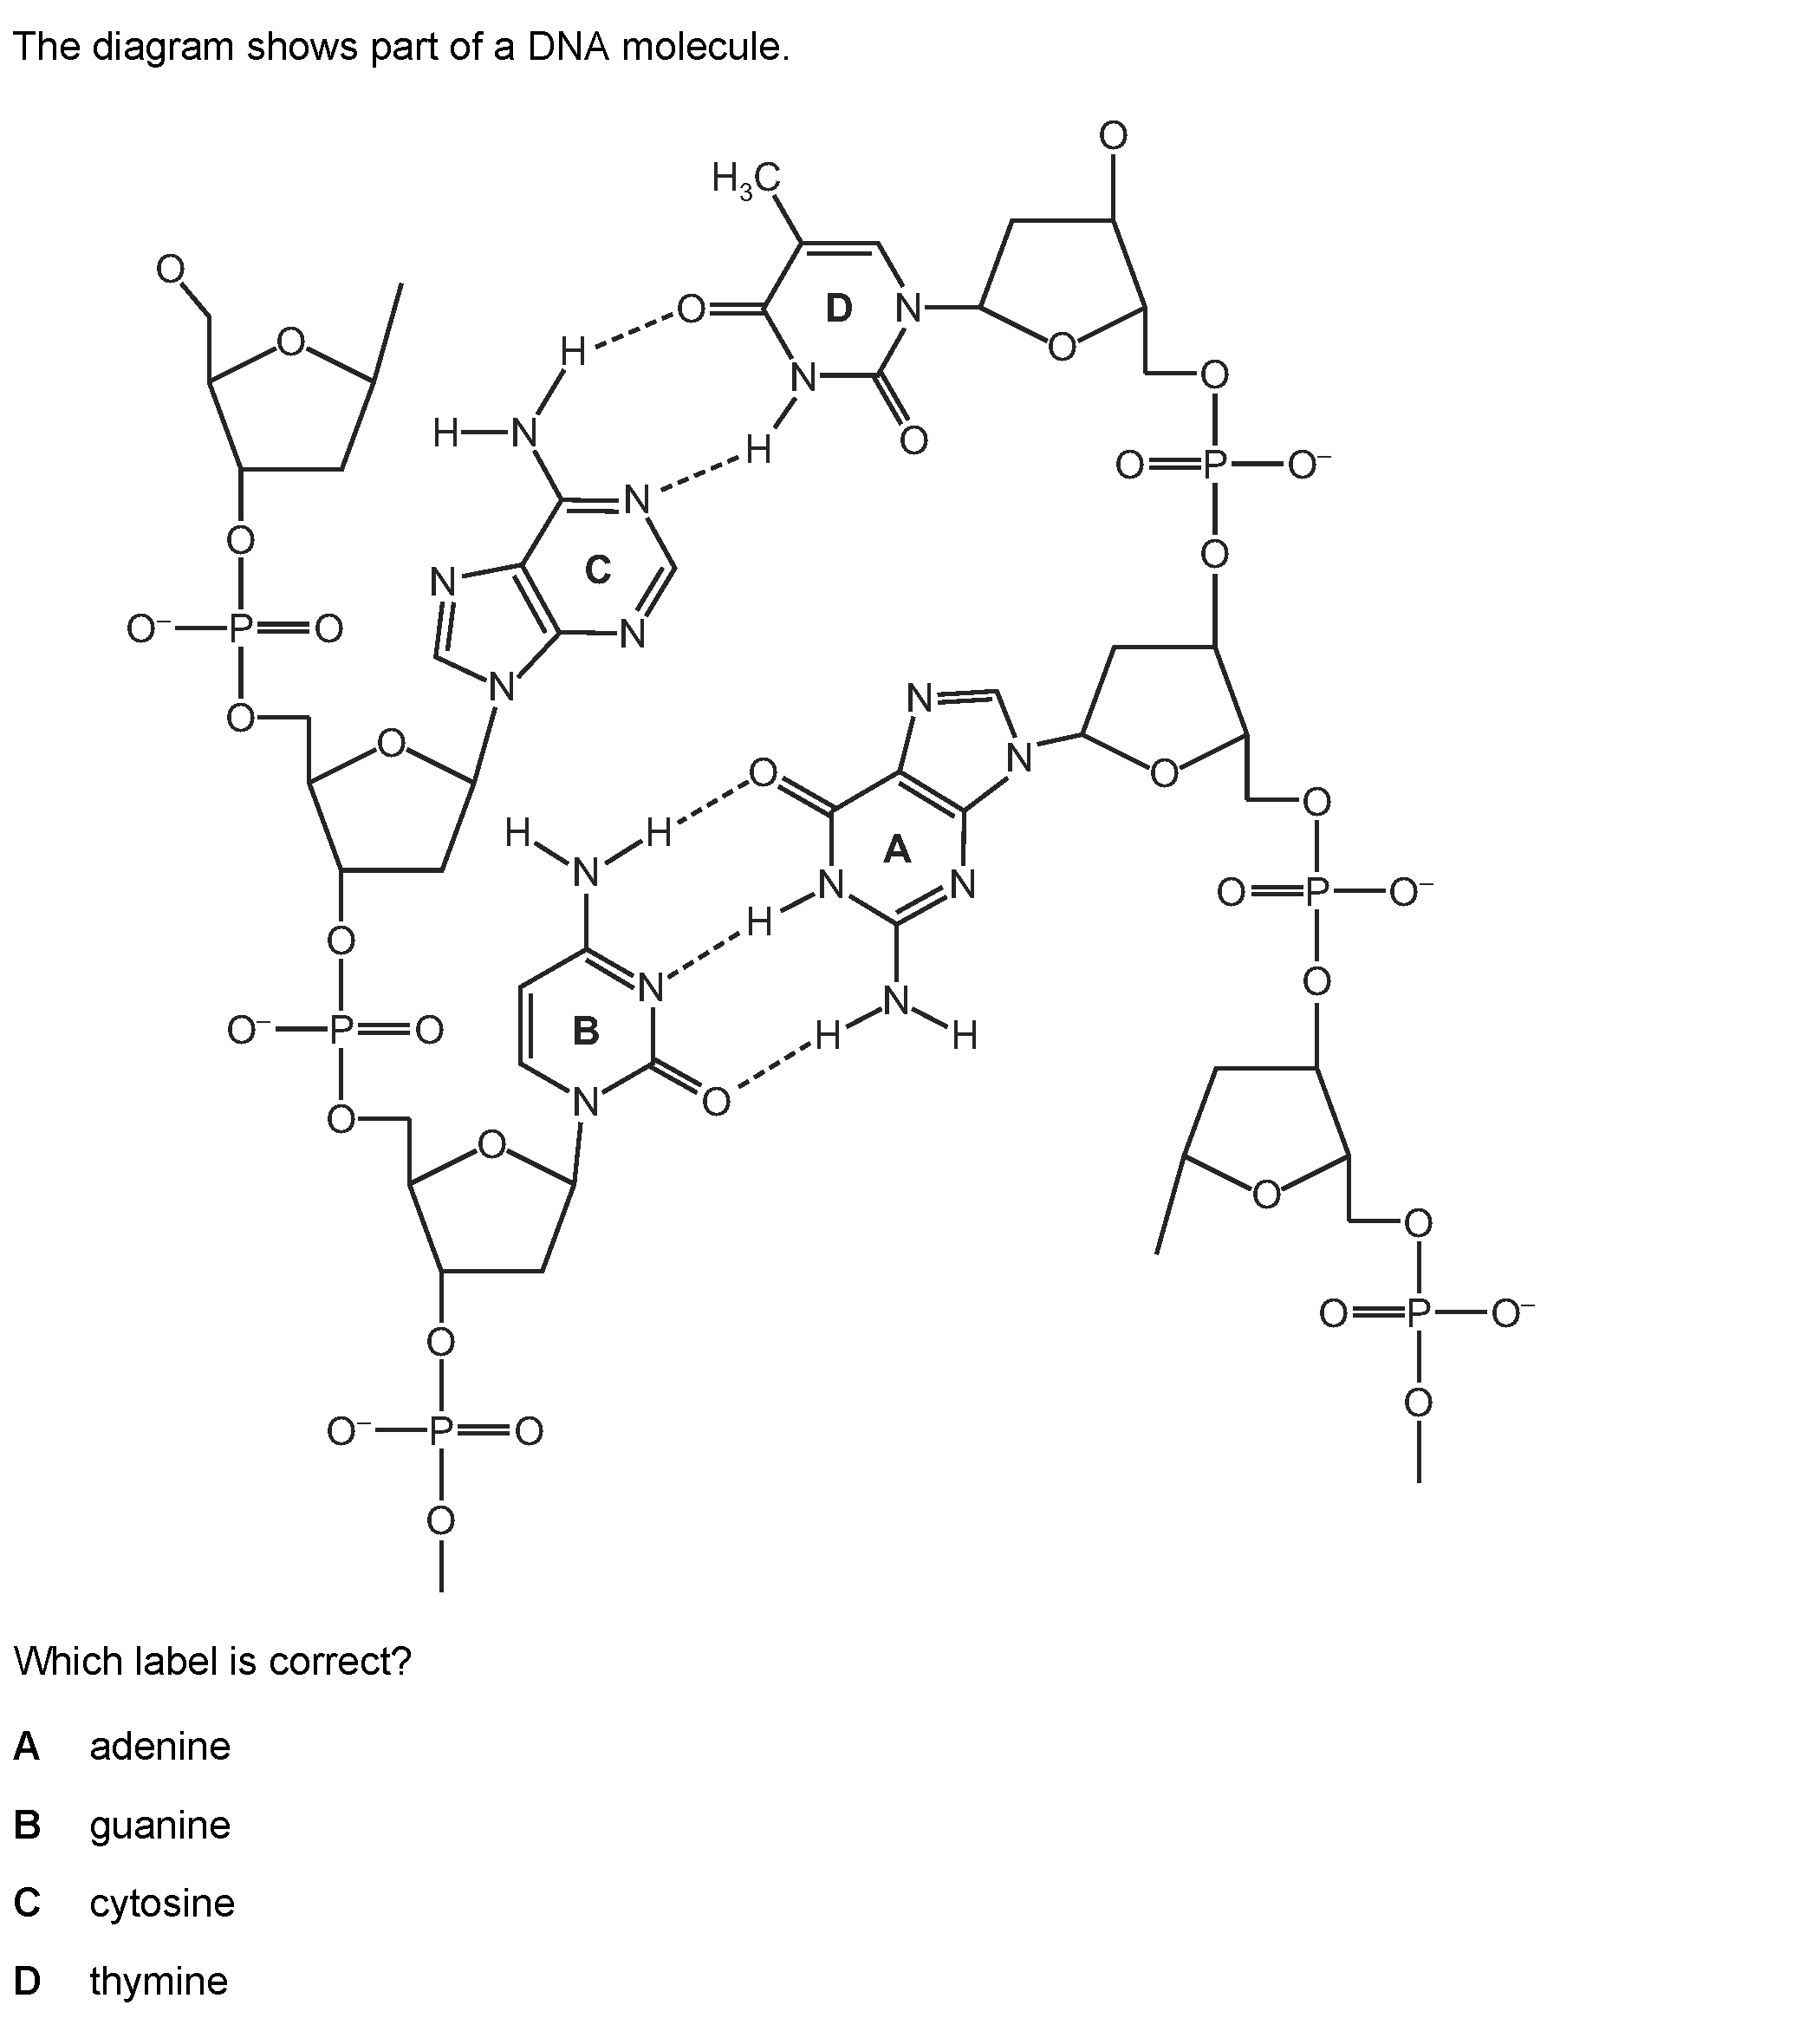 The diagram shows part of a DNA molecule.
O
H₃C
O
O
D
N
O
H
O
N
O
H
N
H
O
O
P
O⁻
N
O
O
C
N
N
O⁻
P
O
N
N
N
O
O
N
O
O
O
H
H
A
N
N
N
O
P
O⁻
H
O
N
O
N
H
H
O⁻
P
O
B
N
O
O
O
O
O
O
P
O⁻
O
O
O⁻
P
O
O
Which label is correct?
A adenine
B guanine
C cytosine
D thymine